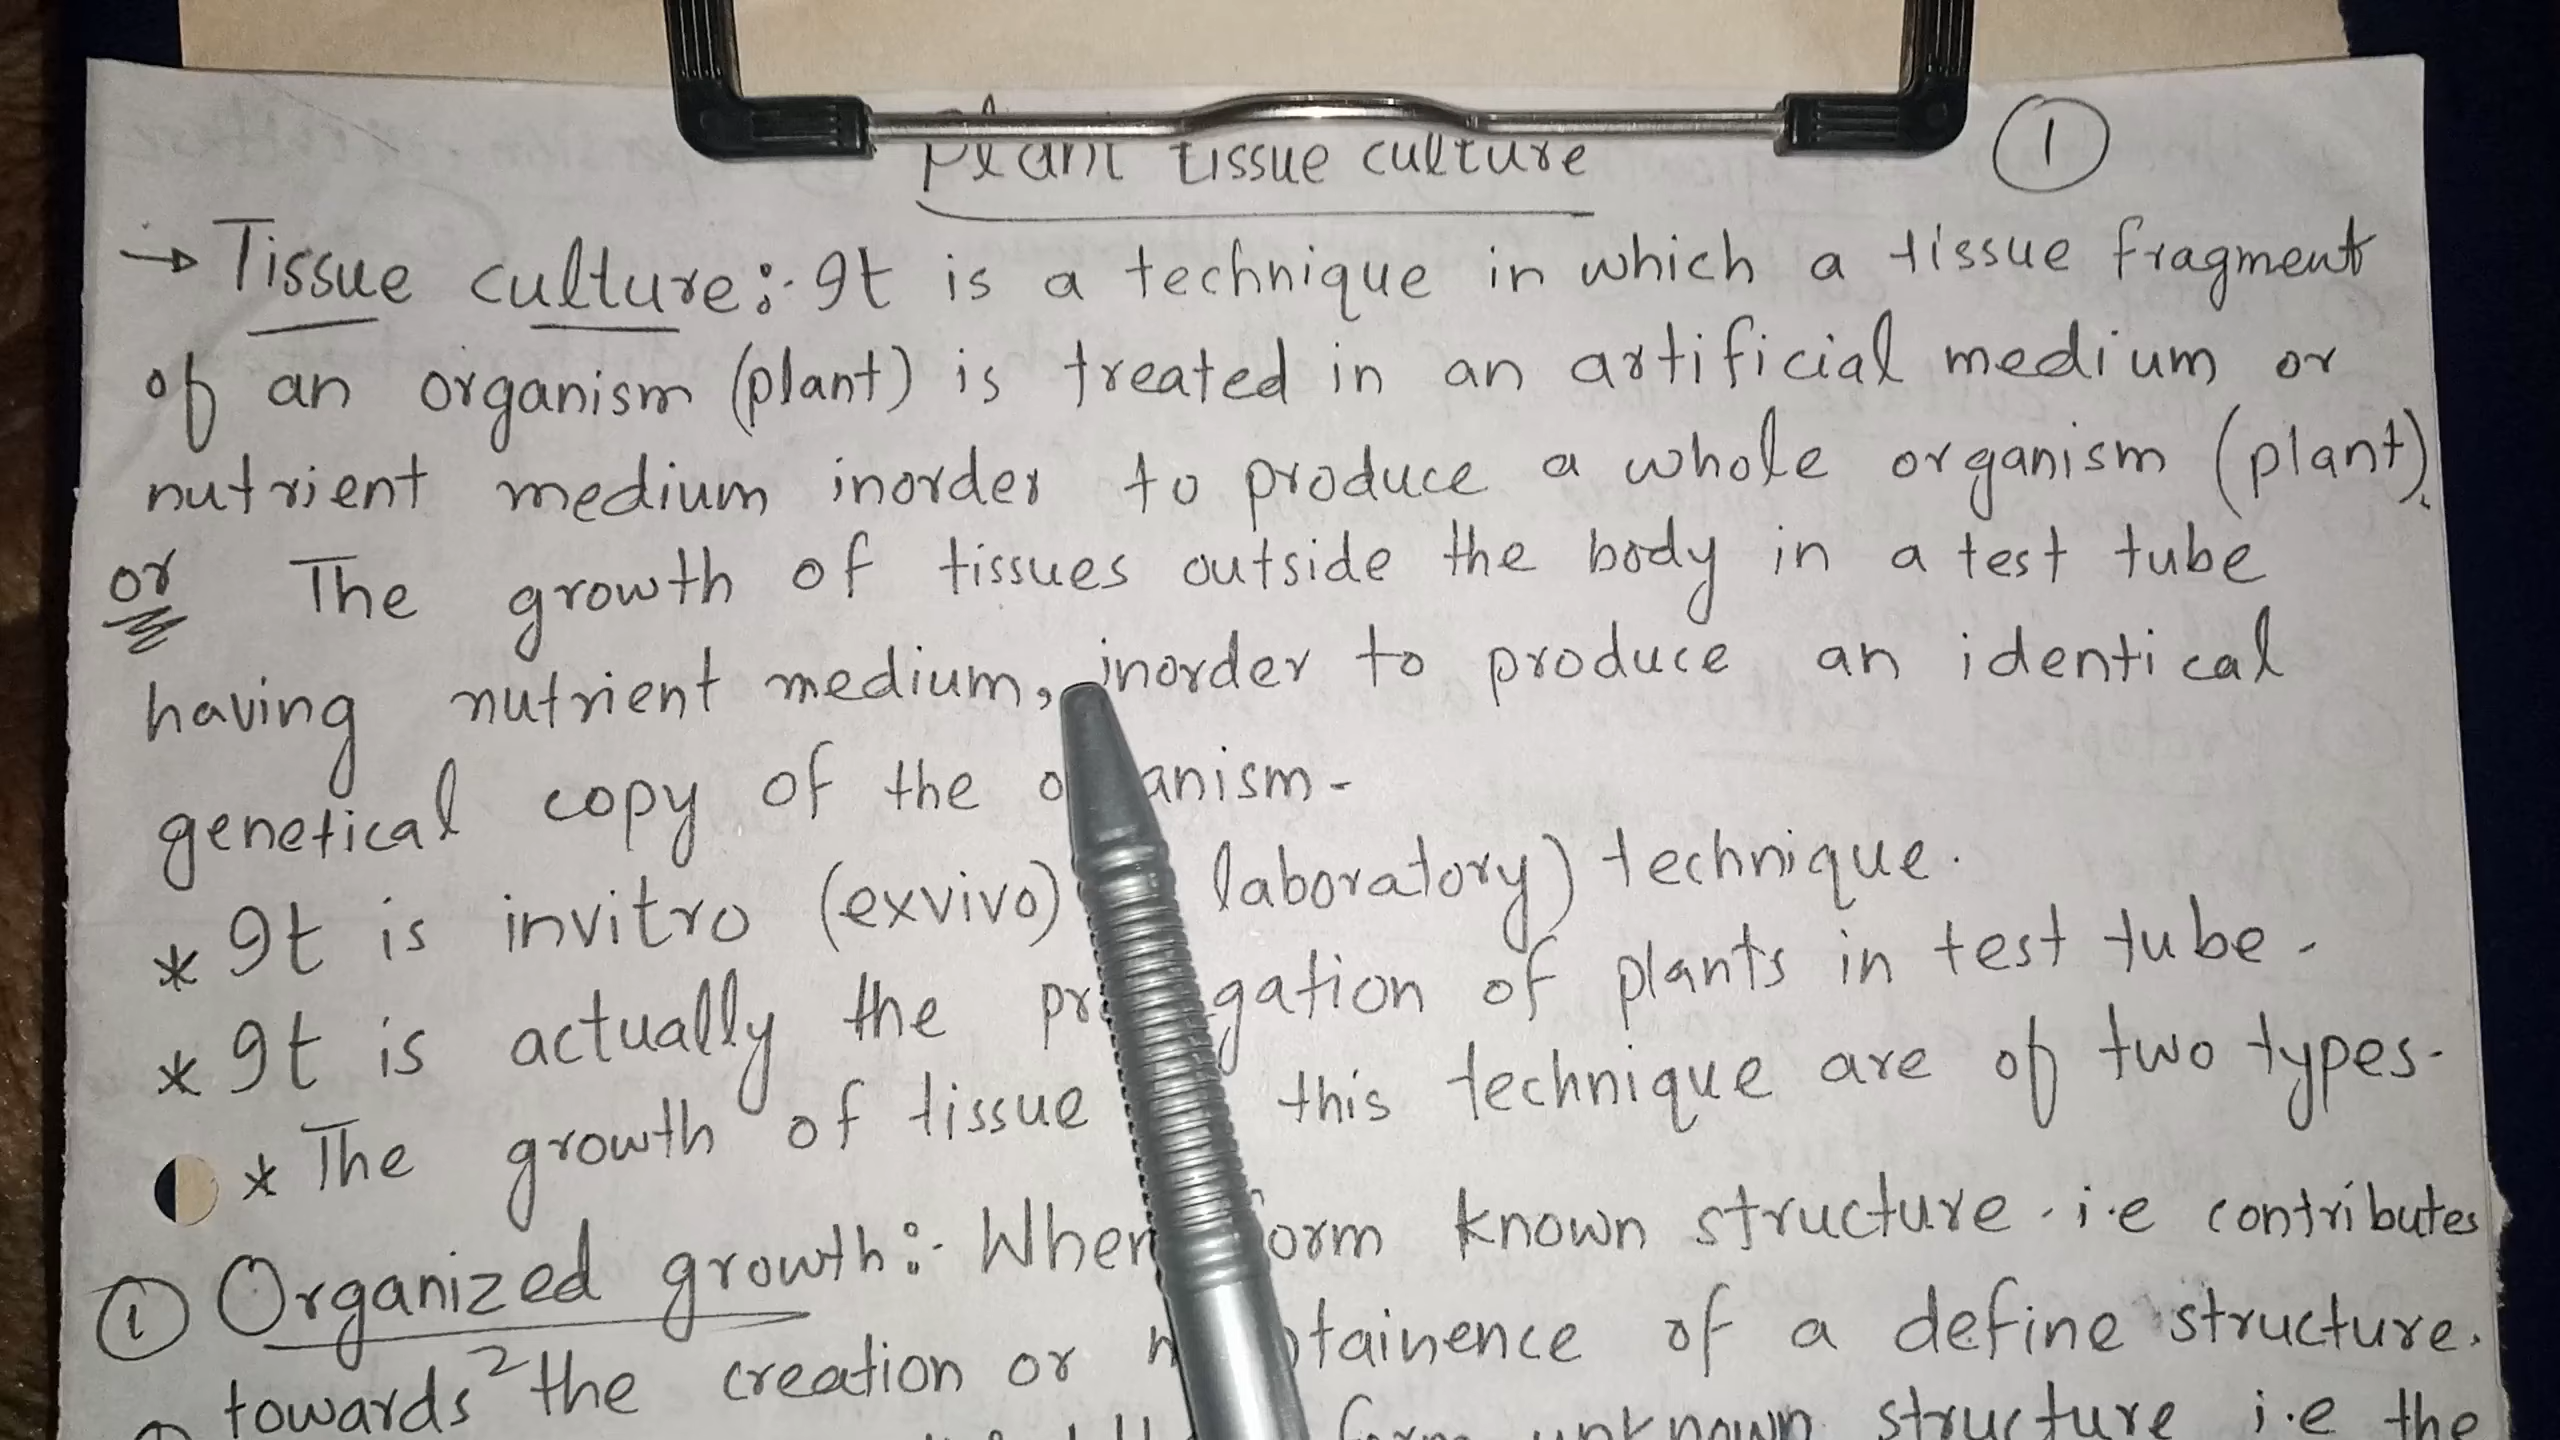 Plant tissue culture
1
→ Tissue culture:- It is a technique in which a tissue fragment
of an organism (plant) is treated in an artificial medium or
nutrient medium inorder to produce a whole organism (plant).
or The growth of tissues outside the body in a test tube
having nutrient medium, inorder to produce an identical
genetical copy of the anism-
* It is invitro (exvivo) laboratory) technique.
* It is actually the gation of plants in test tube-
* The growth of tissue this technique are of two types-
① Organized growth:- When known structure. i.e contributes
towards the creation or tainence of a define structure.
form unknown structure i.e the